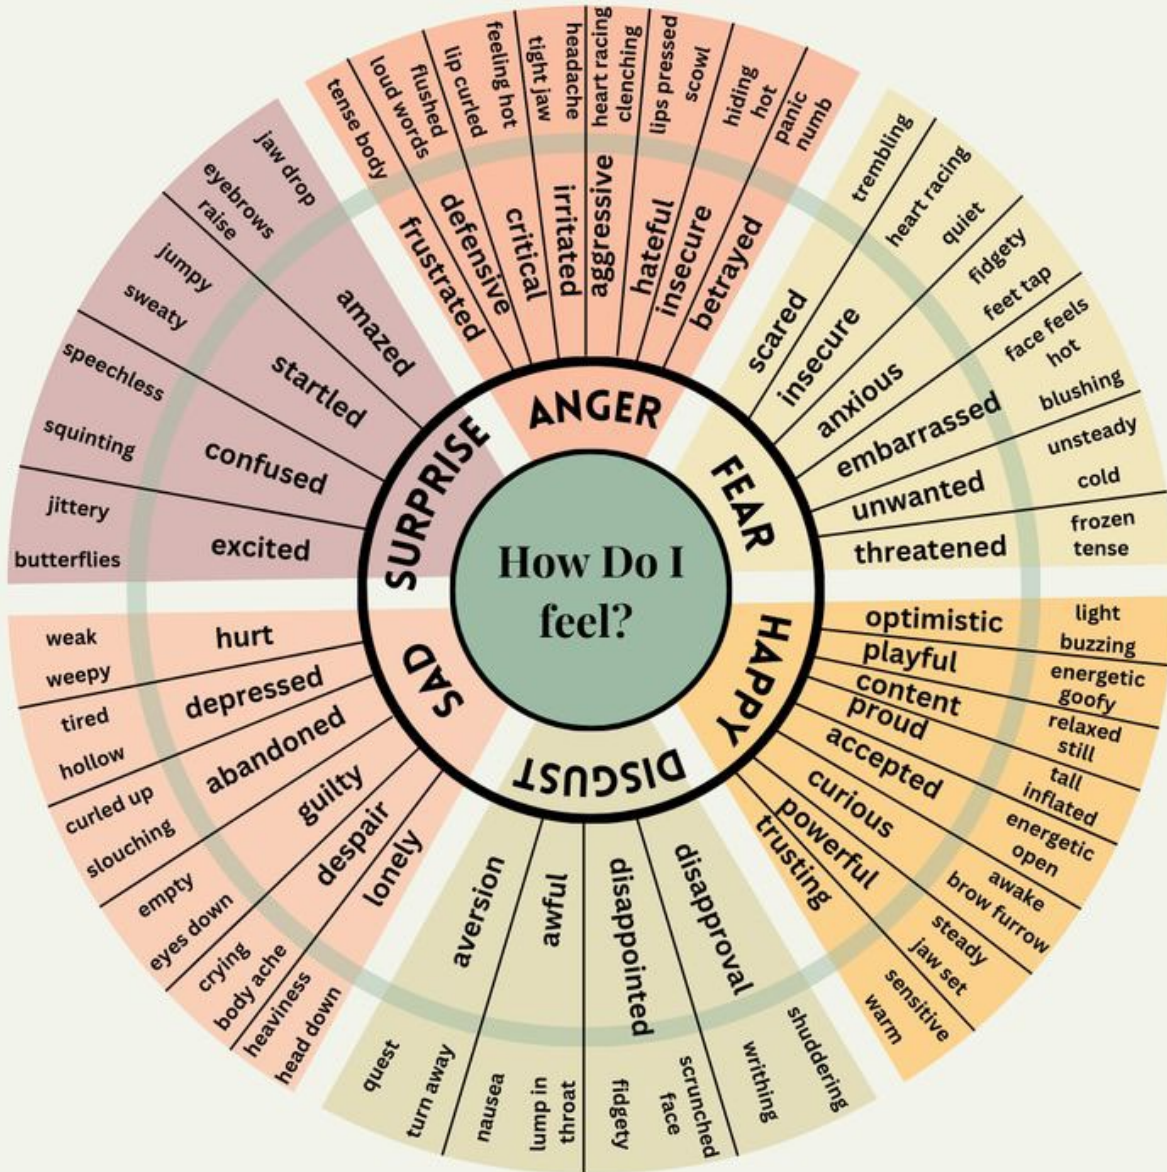 How Do I
feel?
ANGER
frustrated
tense body
defensive
loud words
flushed
critical
lip curled
feeling hot
irritated
tight jaw
headache
aggressive
heart racing
clenching
hateful
lips pressed
scowl
insecure
hiding
hot
betrayed
panic
numb
FEAR
scared
trembling
insecure
heart racing
quiet
anxious
fidgety
feet tap
embarrassed
face feels
hot
blushing
unwanted
unsteady
cold
threatened
frozen
tense
HAPPY
optimistic
light
buzzing
playful
energetic
goofy
content
relaxed
still
proud
tall
inflated
accepted
energetic
open
curious
awake
brow furrow
powerful
steady
jaw set
trusting
sensitive
warm
DISGUST
disapproval
shuddering
writhing
disappointed
scrunched
face
fidgety
awful
lump in
throat
nausea
aversion
turn away
quest
SAD
lonely
head down
heaviness
despair
body ache
crying
guilty
eyes down
empty
abandoned
slouching
curled up
depressed
hollow
tired
hurt
weepy
weak
SURPRISE
excited
butterflies
jittery
confused
squinting
speechless
startled
sweaty
jumpy
amazed
eyebrows
raise
jaw drop